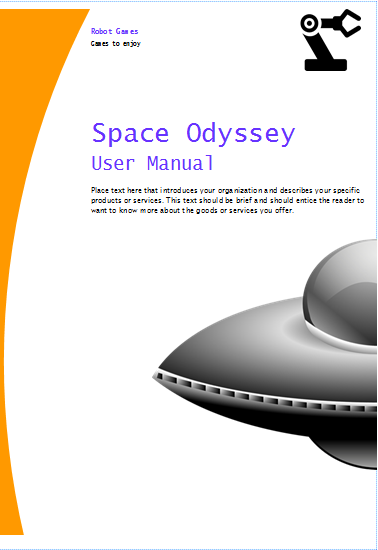 Robot Games
Games to enjoy
Space Odyssey
User Manual
Place text here that introduces your organization and describes your specific
products or services. This text should be brief and should entice the reader to
want to know more about the goods or services you offer.